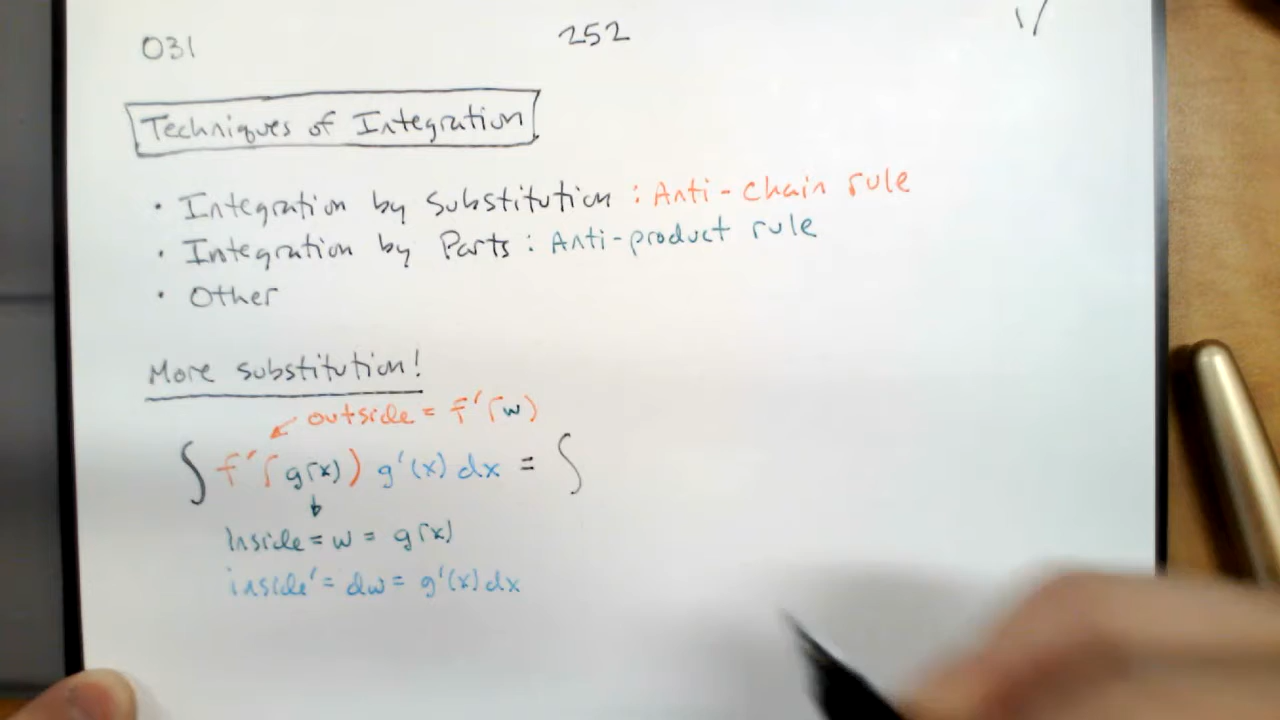 031
252
1/
Techniques of Integration
• Integration by Substitution : Anti-chain rule
• Integration by Parts : Anti-product rule
• Other
More substitution!
outside = f'(w)
∫ f'(g(x)) g'(x) dx = ∫
Inside = w = g(x)
inside' = dw = g'(x) dx